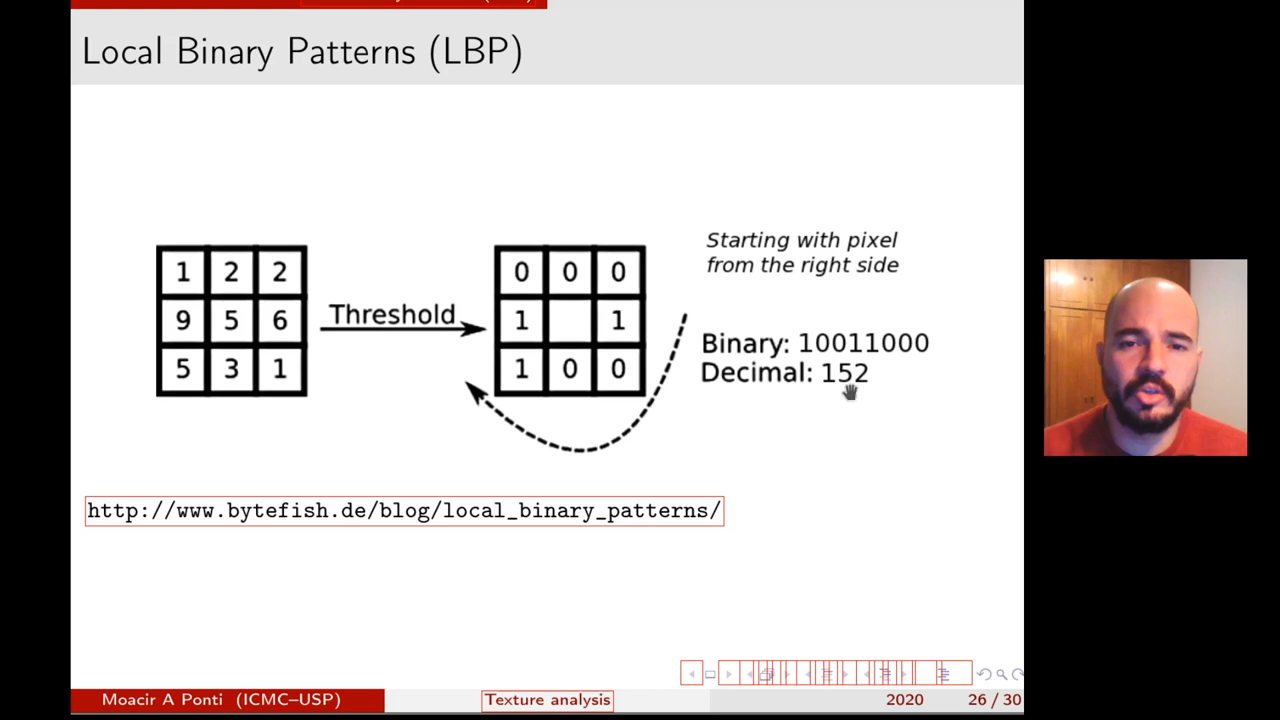 Local Binary Patterns (LBP)
1 2 2
9 5 6
5 3 1
Threshold
0 0 0
1 1
1 0 0
Starting with pixel
from the right side
Binary: 10011000
Decimal: 152
http://www.bytefish.de/blog/local_binary_patterns/
Moacir A Ponti (ICMC–USP)
Texture analysis
2020
26 / 30